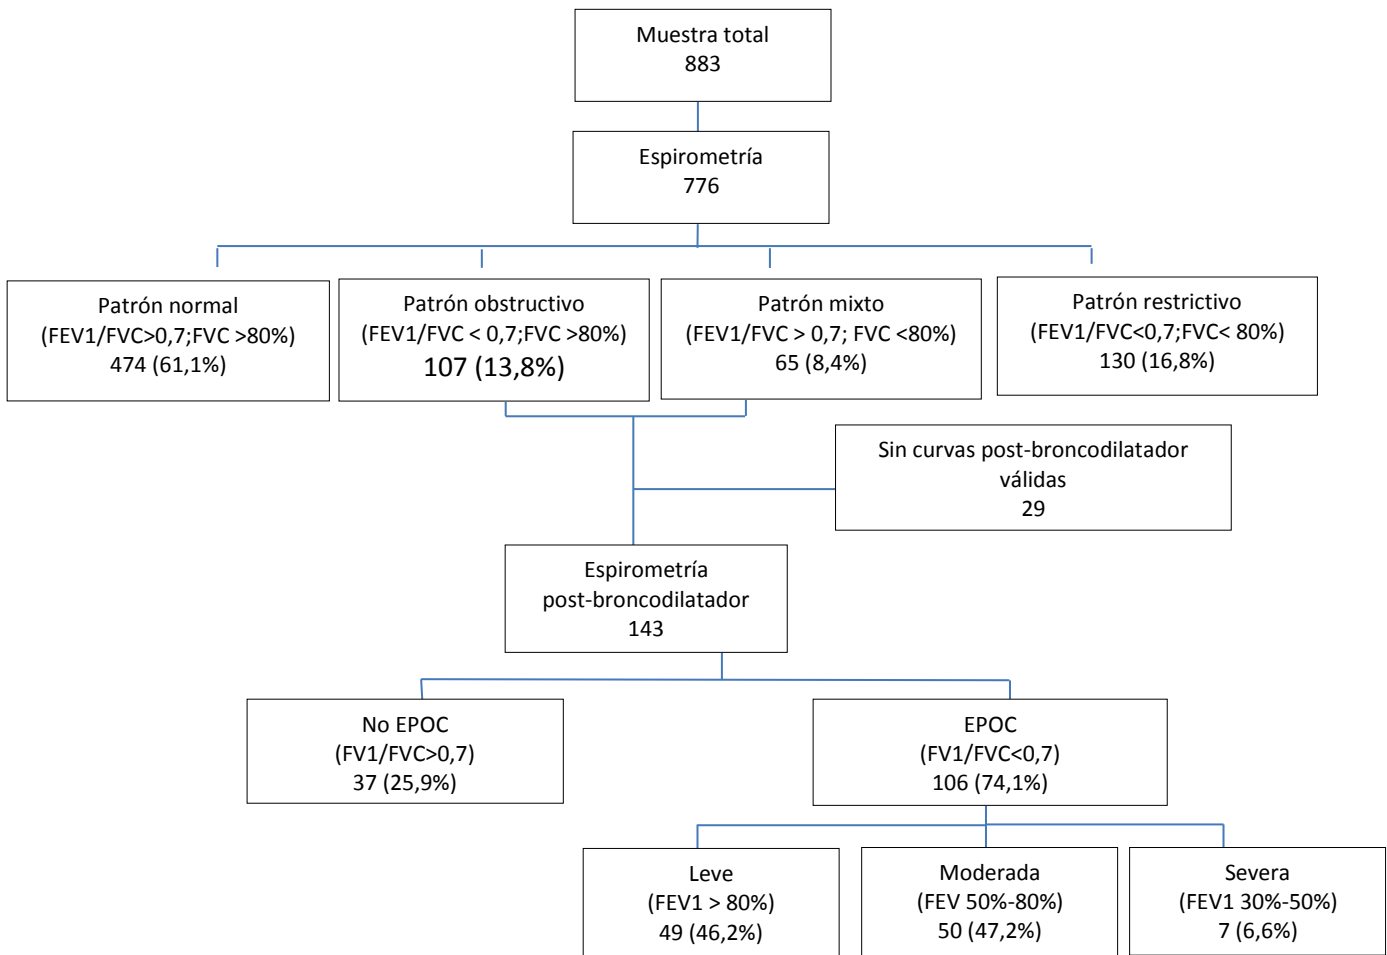 Muestra total
883
Espirometría
776
Patrón normal
(FEV1/FVC>0,7;FVC >80%)
474 (61,1%)
Patrón obstructivo
(FEV1/FVC < 0,7;FVC >80%)
107 (13,8%)
Patrón mixto
(FEV1/FVC > 0,7; FVC <80%)
65 (8,4%)
Patrón restrictivo
(FEV1/FVC<0,7;FVC< 80%)
130 (16,8%)
Sin curvas post-broncodilatador
válidas
29
Espirometría
post-broncodilatador
143
No EPOC
(FV1/FVC>0,7)
37 (25,9%)
EPOC
(FV1/FVC<0,7)
106 (74,1%)
Leve
(FEV1 > 80%)
49 (46,2%)
Moderada
(FEV 50%-80%)
50 (47,2%)
Severa
(FEV1 30%-50%)
7 (6,6%)